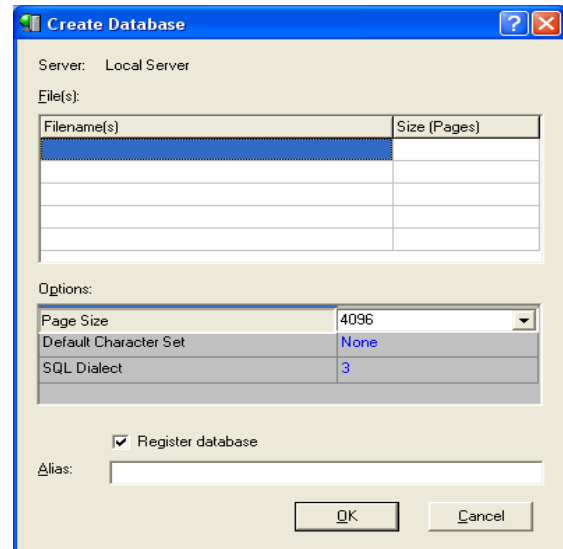 Create Database
Server: Local Server
File(s):
Filename(s) Size (Pages)
Options:
Page Size 4096
Default Character Set None
SQL Dialect 3
Register database
Alias:
OK Cancel